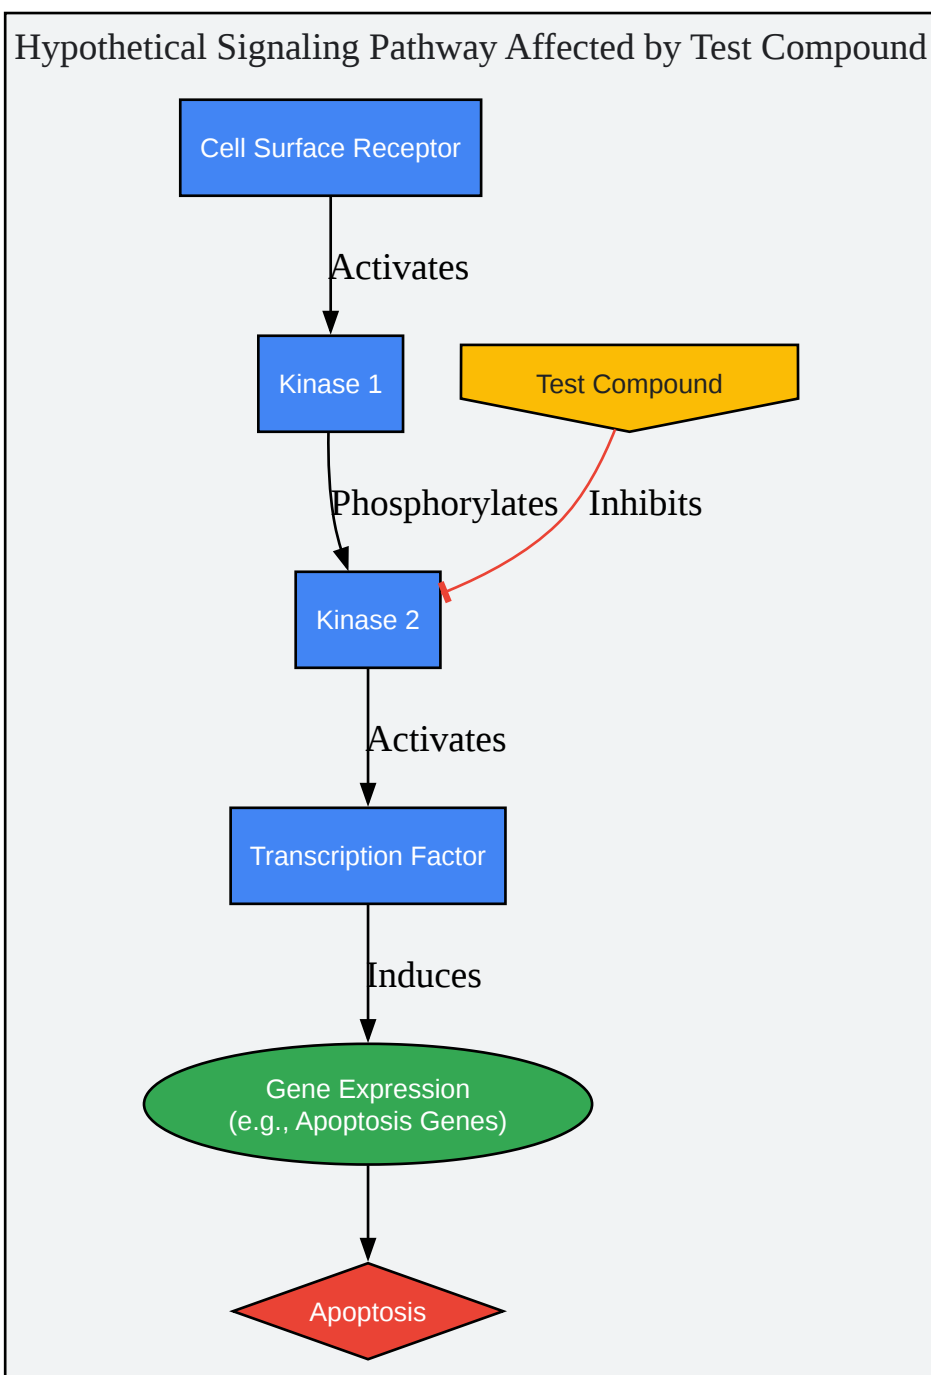 Hypothetical Signaling Pathway Affected by Test Compound
Cell Surface Receptor
Activates
Kinase 1
Test Compound
Phosphorylates
Inhibits
Kinase 2
Activates
Transcription Factor
Induces
Gene Expression
(e.g., Apoptosis Genes)
Apoptosis